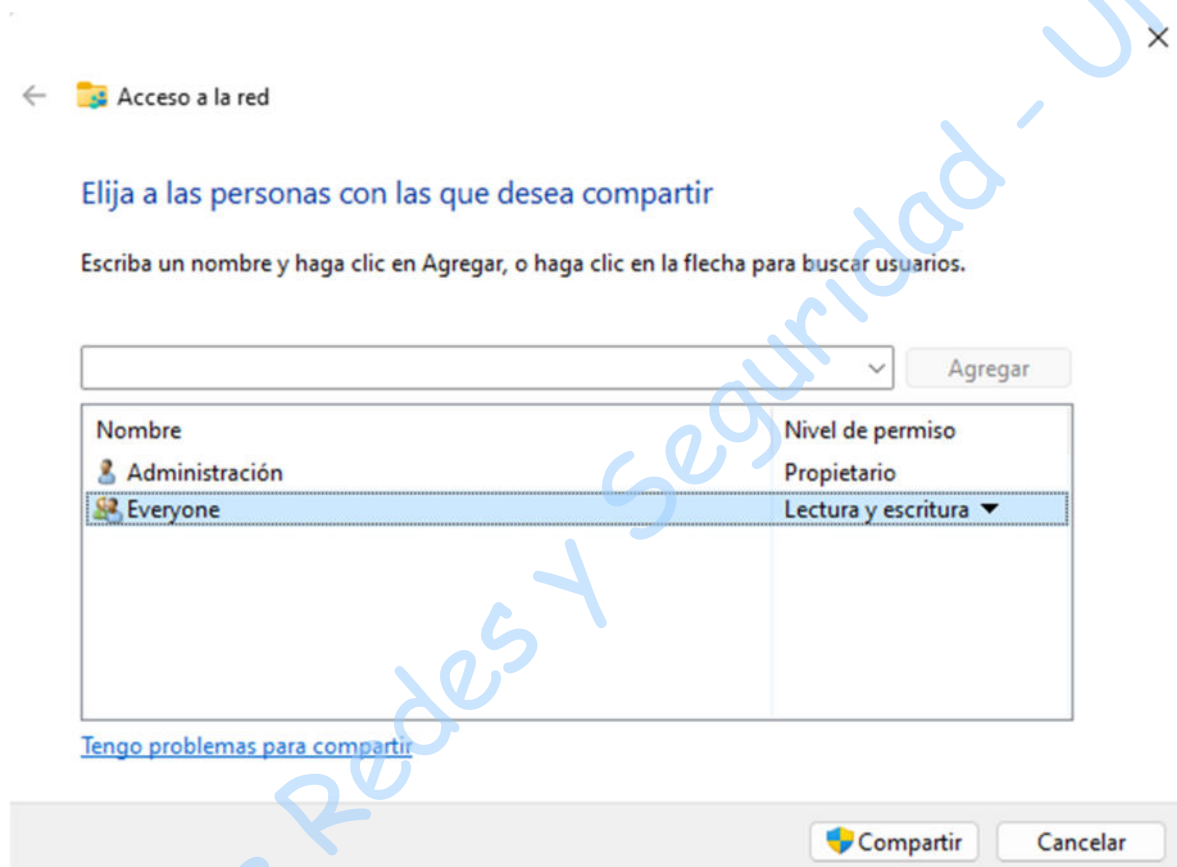 Acceso a la red
Elija a las personas con las que desea compartir
Escriba un nombre y haga clic en Agregar, o haga clic en la flecha para buscar usuarios.
Agregar
Nombre Nivel de permiso
Administración Propietario
Everyone Lectura y escritura
Tengo problemas para compartir
Compartir Cancelar
Redes Y Seguridad -